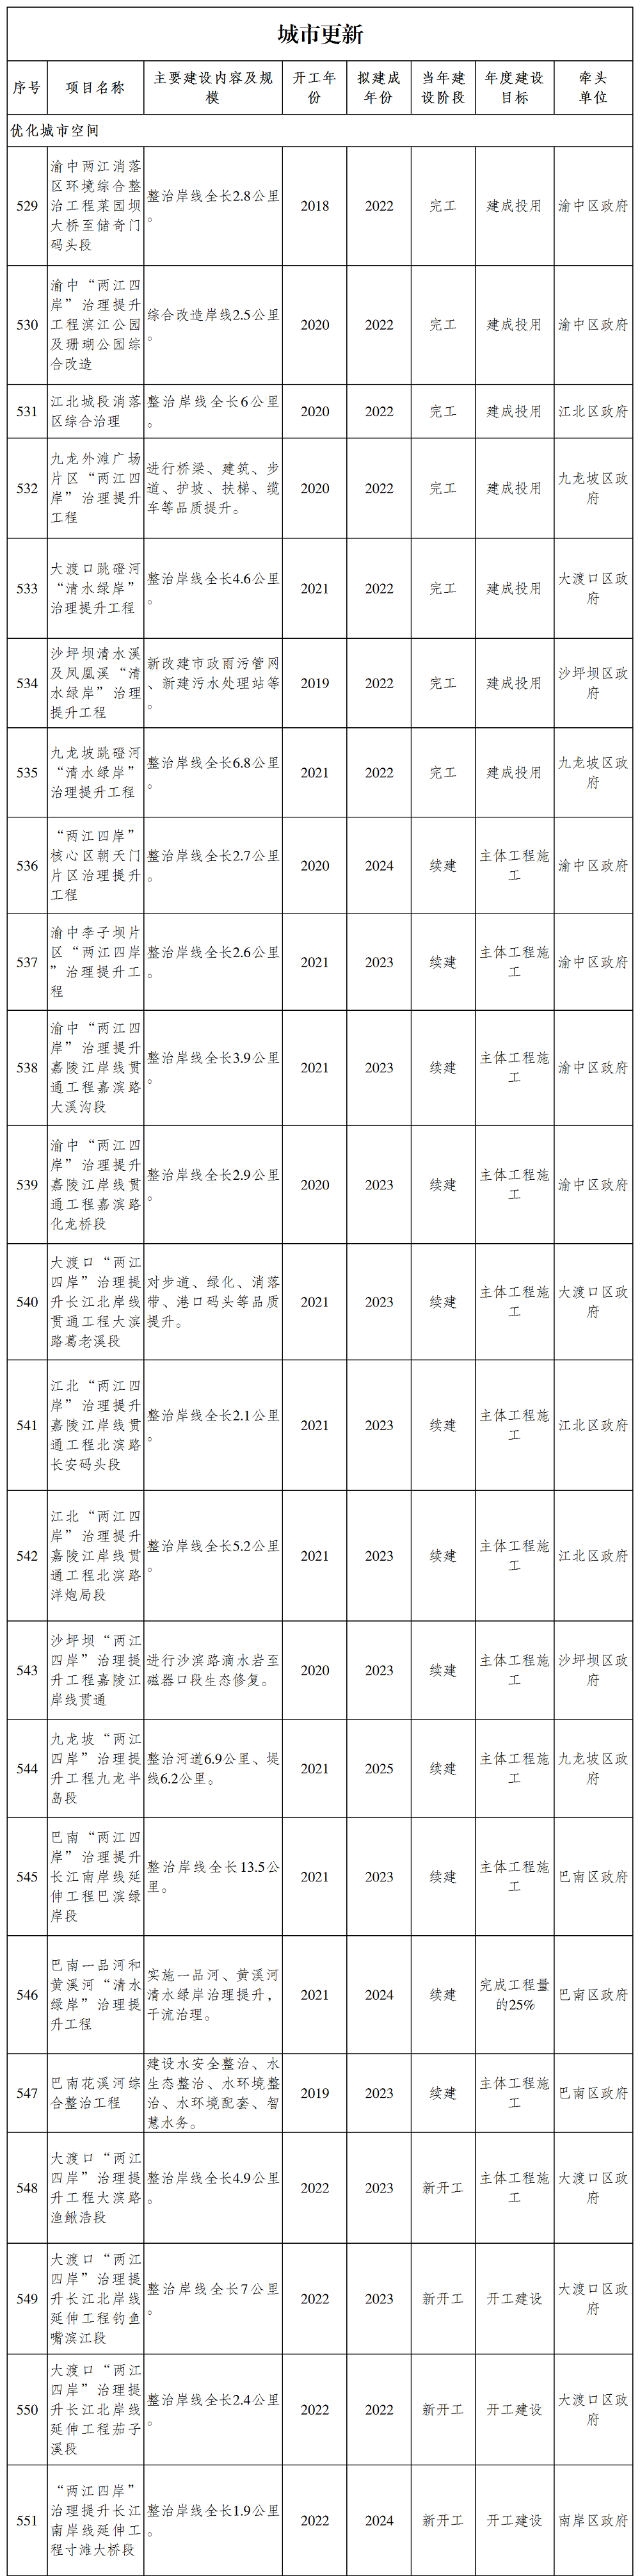 城市更新
序号 项目名称 主要建设内容及规模 开工年份 拟建成年份 当年建设阶段 年度建设目标 牵头单位
优化城市空间
529 渝中两江消落区环境综合整治工程菜园坝大桥至储奇门码头段 整治岸线全长2.8公里。 2018 2022 完工 建成投用 渝中区政府
530 渝中“两江四岸”治理提升工程滨江公园及珊瑚公园综合改造 综合改造岸线2.5公里。 2020 2022 完工 建成投用 渝中区政府
531 江北城段消落区综合治理 整治岸线全长6公里。 2020 2022 完工 建成投用 江北区政府
532 九龙外滩广场片区“两江四岸”治理提升工程 进行桥梁、建筑、步道、护坡、扶梯、缆车等品质提升。 2020 2022 完工 建成投用 九龙坡区政府
533 大渡口跳磴河“清水绿岸”治理提升工程 整治岸线全长4.6公里。 2021 2022 完工 建成投用 大渡口区政府
534 沙坪坝清水溪及凤凰溪“清水绿岸”治理提升工程 新改建市政雨污管网、新建污水处理站等。 2019 2022 完工 建成投用 沙坪坝区政府
535 九龙坡跳磴河“清水绿岸”治理提升工程 整治岸线全长6.8公里。 2021 2022 完工 建成投用 九龙坡区政府
536 “两江四岸”核心区朝天门片区治理提升工程 整治岸线全长2.7公里。 2020 2024 续建 主体工程施工 渝中区政府
537 渝中李子坝片区“两江四岸”治理提升工程 整治岸线全长2.6公里。 2021 2023 续建 主体工程施工 渝中区政府
538 渝中“两江四岸”治理提升嘉陵江岸线贯通工程嘉滨路大溪沟段 整治岸线全长3.9公里。 2021 2023 续建 主体工程施工 渝中区政府
539 渝中“两江四岸”治理提升嘉陵江岸线贯通工程嘉滨路化龙桥段 整治岸线全长2.9公里。 2020 2023 续建 主体工程施工 渝中区政府
540 大渡口“两江四岸”治理提升长江北岸线贯通工程大滨路葛老溪段 对步道、绿化、消落带、港口码头等品质提升。 2021 2023 续建 主体工程施工 大渡口区政府
541 江北“两江四岸”治理提升嘉陵江岸线贯通工程北滨路长安码头段 整治岸线全长2.1公里。 2021 2023 续建 主体工程施工 江北区政府
542 江北“两江四岸”治理提升嘉陵江岸线贯通工程北滨路洋炮局段 整治岸线全长5.2公里。 2021 2023 续建 主体工程施工 江北区政府
543 沙坪坝“两江四岸”治理提升工程嘉陵江岸线贯通 进行沙滨路滴水岩至磁器口段生态修复。 2020 2023 续建 主体工程施工 沙坪坝区政府
544 九龙坡“两江四岸”治理提升工程九龙半岛段 整治河道6.9公里、堤线6.2公里。 2021 2025 续建 主体工程施工 九龙坡区政府
545 巴南“两江四岸”治理提升长江南岸线延伸工程巴滨绿岸段 整治岸线全长13.5公里。 2021 2023 续建 主体工程施工 巴南区政府
546 巴南一品河和黄溪河“清水绿岸”治理提升工程 实施一品河、黄溪河清水绿岸治理提升，干流治理。 2021 2024 续建 完成工程量的25% 巴南区政府
547 巴南花溪河综合整治工程 建设水安全整治、水生态整治、水环境整治、水环境配套、智慧水务。 2019 2023 续建 主体工程施工 巴南区政府
548 大渡口“两江四岸”治理提升工程大滨路渔鳅浩段 整治岸线全长4.9公里。 2022 2023 新开工 主体工程施工 大渡口区政府
549 大渡口“两江四岸”治理提升长江北岸线延伸工程钓鱼嘴滨江段 整治岸线全长7公里。 2022 2023 新开工 开工建设 大渡口区政府
550 大渡口“两江四岸”治理提升长江北岸线延伸工程茄子溪段 整治岸线全长2.4公里。 2022 2022 新开工 开工建设 大渡口区政府
551 “两江四岸”治理提升长江南岸线延伸工程寸滩大桥段 整治岸线全长1.9公里。 2022 2024 新开工 开工建设 南岸区政府